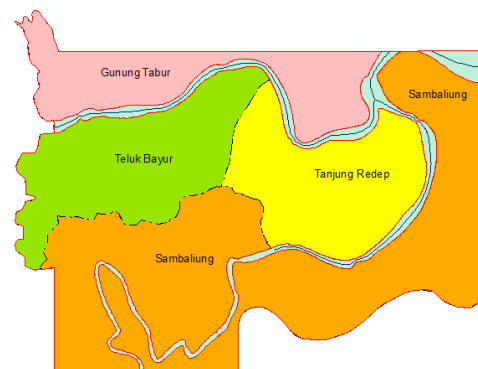 Gunung Tabur
Sambaliung
Teluk Bayur
Tanjung Redep
Sambaliung